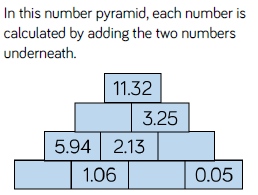 In this number pyramid, each number is
calculated by adding the two numbers
underneath.
11.32
3.25
5.94 2.13
1.06 0.05